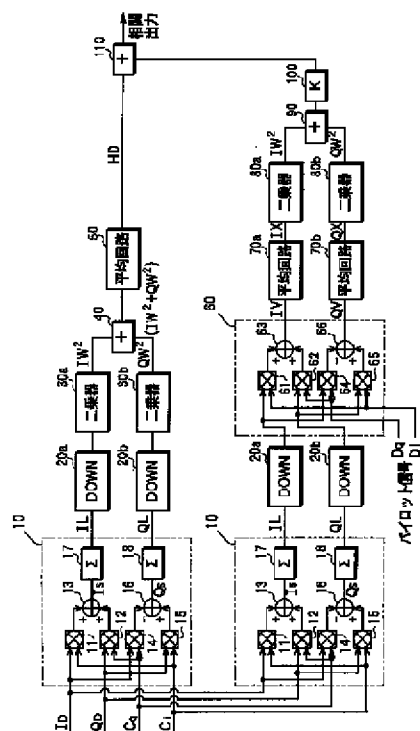 相関出力
110
+
100
K
HD
90
+
60
平均回路
IW²
QW²
80a
二乗器
80b
二乗器
IX
QX
40
+
(IW²+QW²)
70a
平均回路
70b
平均回路
IW²
QW²
IV
QV
60
30a
二乗器
30b
二乗器
63
66
61
62
64
65
20a
DOWN
20b
DOWN
20a
DOWN
20b
DOWN
Dq
Di
パイロット信号
IL
QL
IL
QL
10
17
Σ
18
Σ
13
Is
16
Qs
11
12
14
15
10
17
Σ
18
Σ
13
Is
16
Qs
11
12
14
15
ID
QD
Cq
Ci